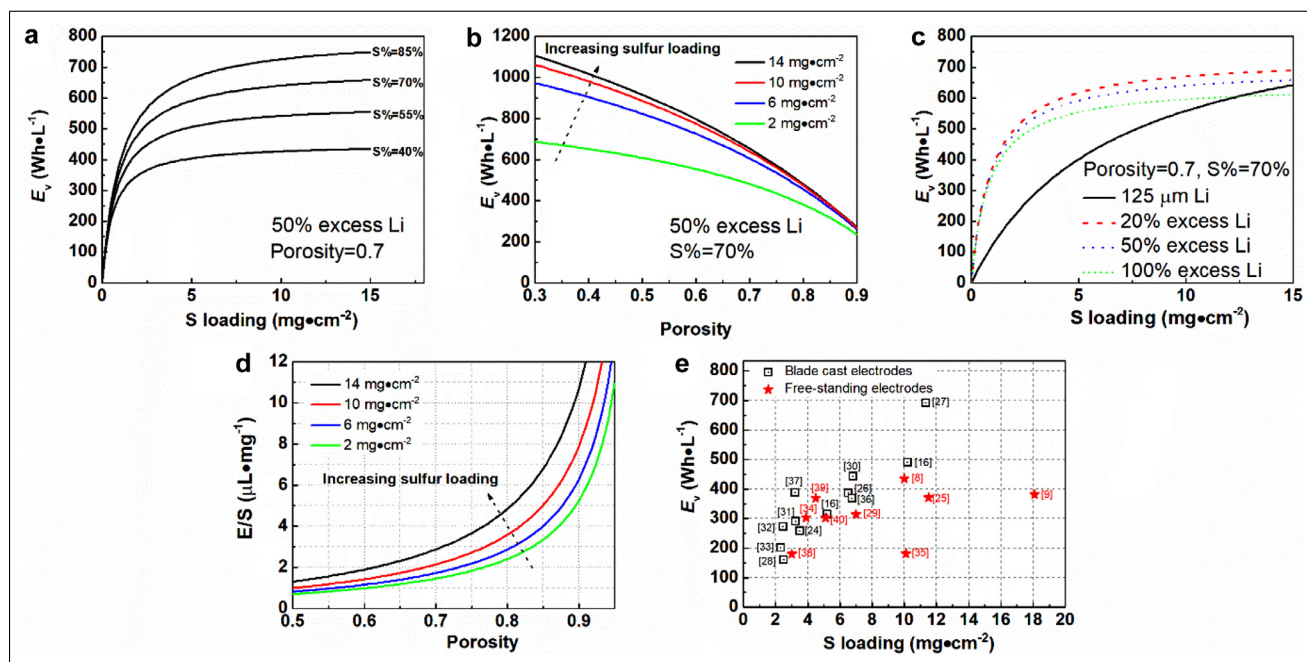 a
800
700
600
500
400
300
200
100
0
E_v (Wh•L⁻¹)
S%=85%
S%=70%
S%=55%
S%=40%
50% excess Li
Porosity=0.7
0 5 10 15
S loading (mg•cm⁻²)
b
1200
1000
800
600
400
200
0
E_v (Wh•L⁻¹)
Increasing sulfur loading
14 mg•cm⁻²
10 mg•cm⁻²
6 mg•cm⁻²
2 mg•cm⁻²
50% excess Li
S%=70%
0.3 0.4 0.5 0.6 0.7 0.8 0.9
Porosity
c
800
700
600
500
400
300
200
100
0
E_v (Wh•L⁻¹)
Porosity=0.7, S%=70%
125 μm Li
20% excess Li
50% excess Li
100% excess Li
0 5 10 15
S loading (mg•cm⁻²)
d
12
10
8
6
4
2
0
E/S (μL•mg⁻¹)
14 mg•cm⁻²
10 mg•cm⁻²
6 mg•cm⁻²
2 mg•cm⁻²
Increasing sulfur loading
0.5 0.6 0.7 0.8 0.9
Porosity
e
800
700
600
500
400
300
200
100
0
E_v (Wh•L⁻¹)
Blade cast electrodes
Free-standing electrodes
[27]
[16]
[30]
[8]
[37]
[39]
[26]
[36]
[25]
[9]
[31]
[34]
[16]
[40]
[29]
[32]
[24]
[33]
[28]
[38]
[35]
0 2 4 6 8 10 12 14 16 18 20
S loading (mg•cm⁻²)